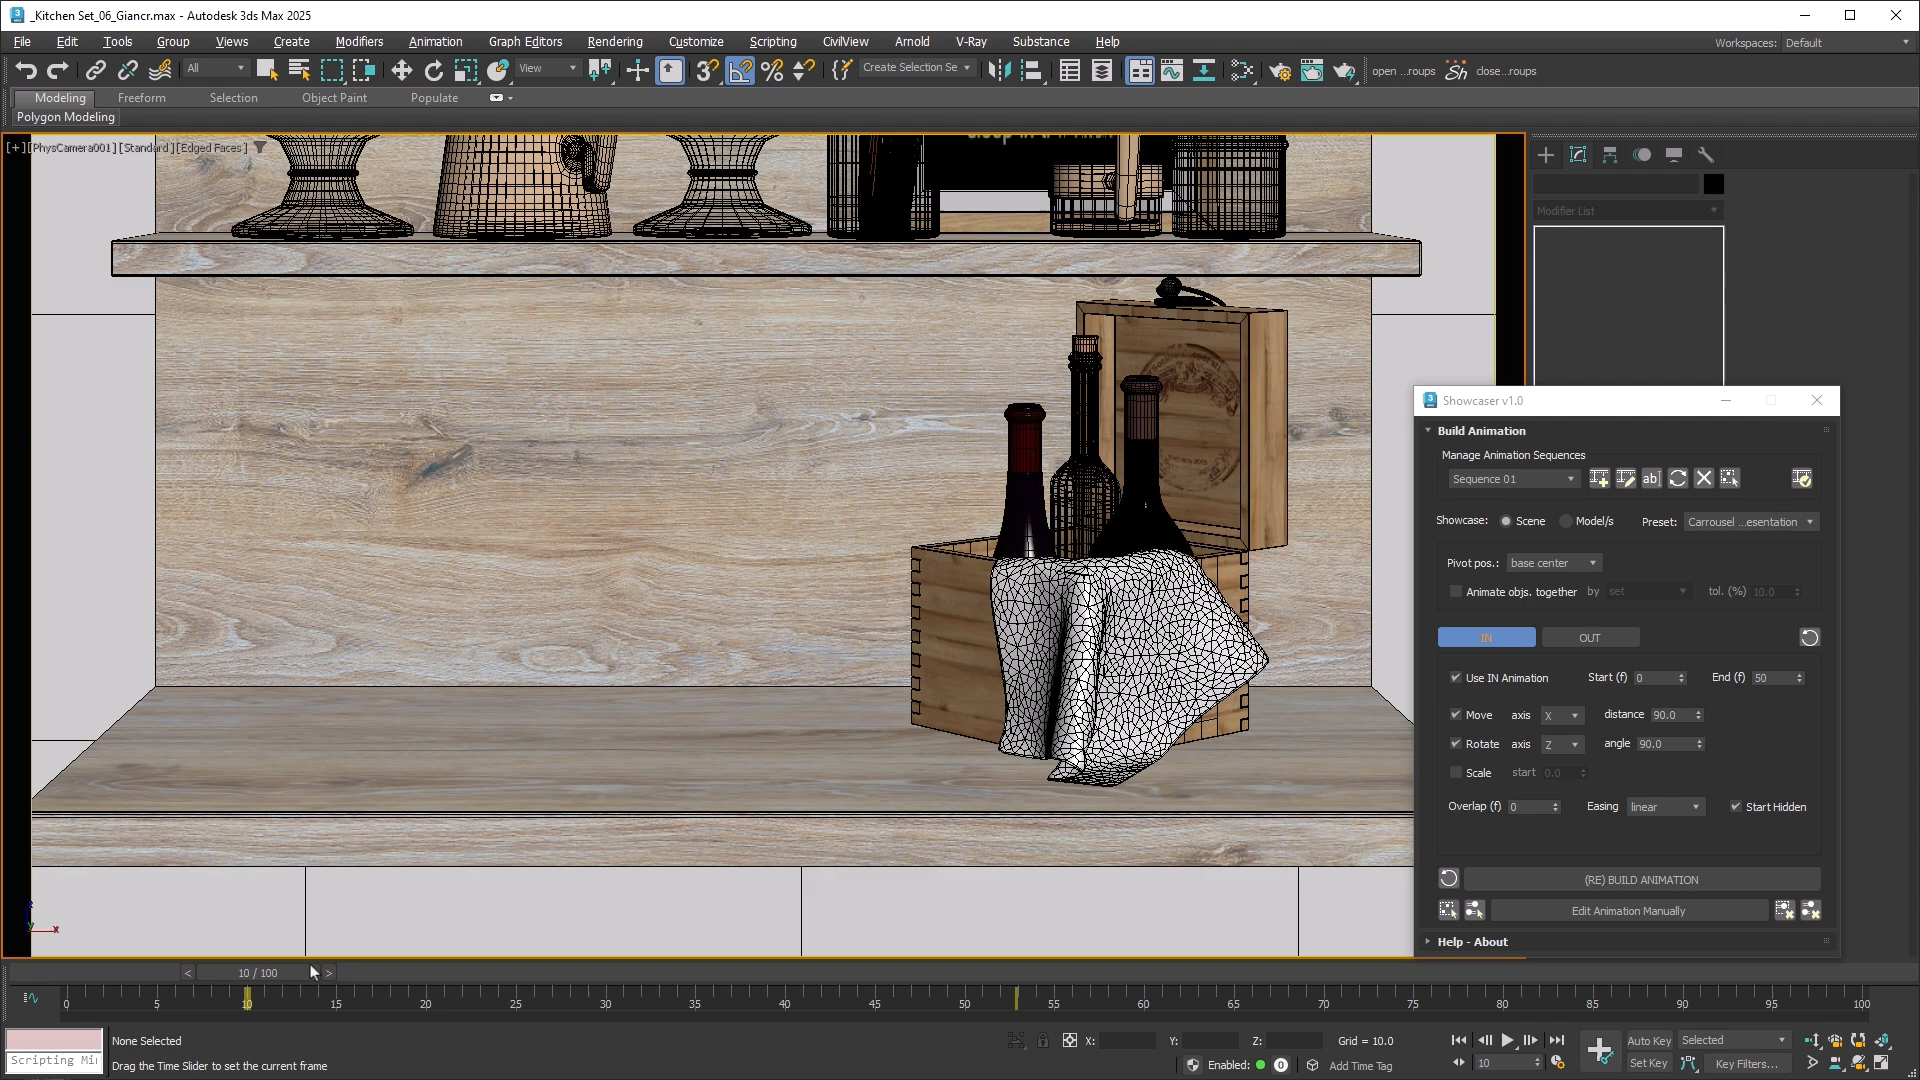 _Kitchen Set_06_Giancr.max - Autodesk 3ds Max 2025
File Edit Tools Group Views Create Modifiers Animation Graph Editors Rendering Customize Scripting CivilView Arnold V-Ray Substance Help
Workspaces: Default
All View Create Selection Se open ...roups Sh close...roups
Modeling Freeform Selection Object Paint Populate
Polygon Modeling
[+] [PhysCamera001] [Standard] [Edged Faces]
Modifier List
Showcaser v1.0
Build Animation
Manage Animation Sequences
Sequence 01
ab
Showcase: Scene Model/s Preset: Carrousel ...esentation
Pivot pos.: base center
Animate objs. together by set tol. (%) 10.0
IN OUT
Use IN Animation Start (f) 0 End (f) 50
Move axis X distance 90.0
Rotate axis Z angle 90.0
Scale start 0.0
Overlap (f) 0 Easing linear Start Hidden
(RE) BUILD ANIMATION
Edit Animation Manually
Help - About
z
y x
< 10 / 100 >
0 5 10 15 20 25 30 35 40 45 50 55 60 65 70 75 80 85 90 95 100
None Selected X: Y: Z: Grid = 10.0 Auto Key Selected
Scripting Mi Drag the Time Slider to set the current frame Enabled: 0 Add Time Tag 10 Set Key Key Filters...